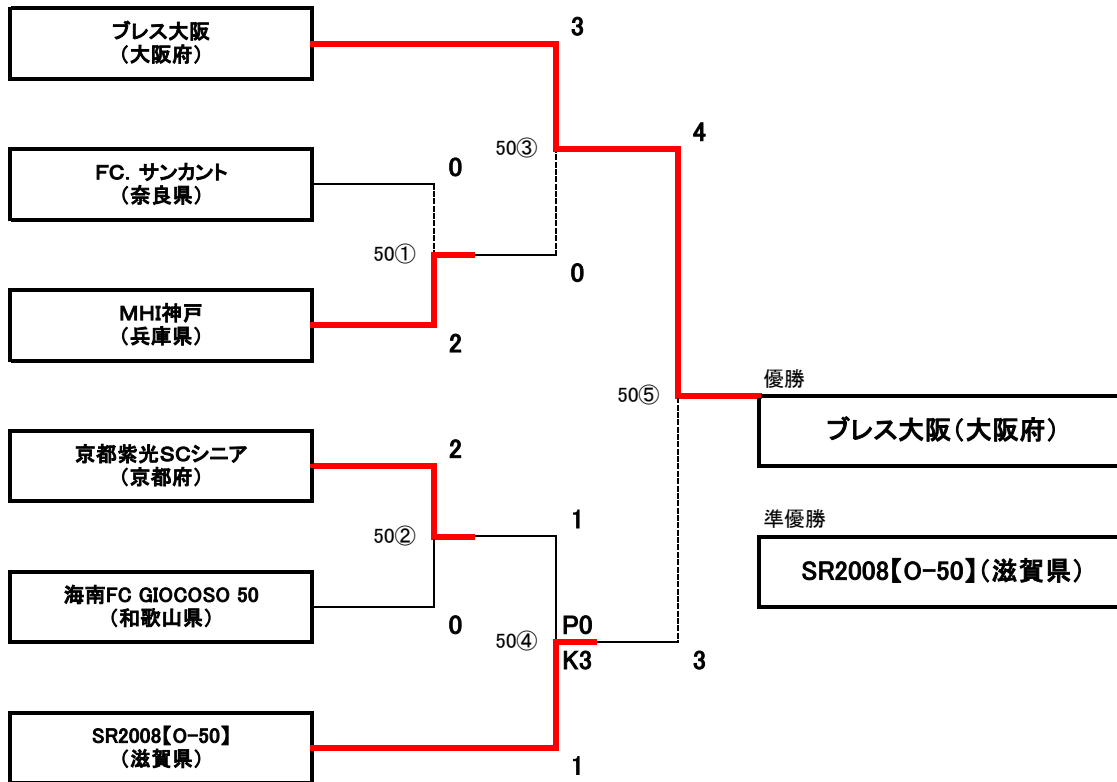 ブレス大阪
(大阪府)
3
4
50③
FC. サンカント
(奈良県)
0
50①
0
MHI神戸
(兵庫県)
2
50⑤
優勝
ブレス大阪(大阪府)
京都紫光SCシニア
(京都府)
2
1
準優勝
50②
SR2008【O-50】(滋賀県)
海南FC GIOCOSO 50
(和歌山県)
0
P0
50④
K3
3
SR2008【O-50】
(滋賀県)
1